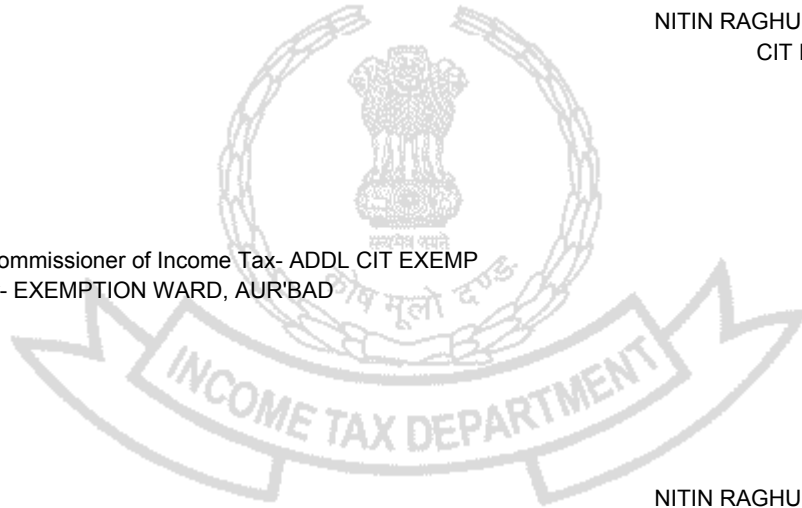 NITIN RAGHU
CIT
सत्यमेव जयते
ommissioner of Income Tax- ADDL CIT EXEMP
- EXEMPTION WARD, AUR'BAD
कोष मूलो दण्डः
INCOME TAX DEPARTMENT
NITIN RAGHU